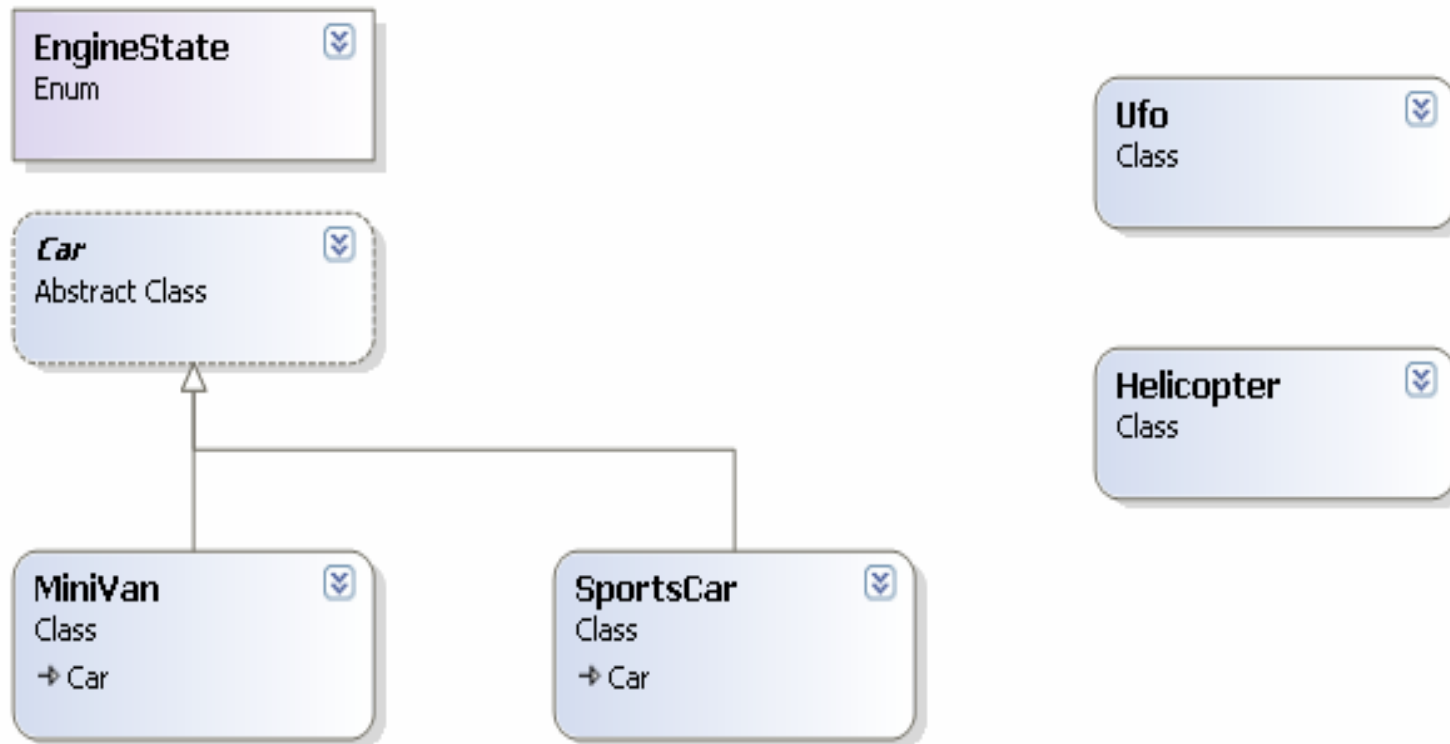 EngineState
Enum
Car
Abstract Class
MiniVan
Class
Car
SportsCar
Class
Car
Ufo
Class
Helicopter
Class